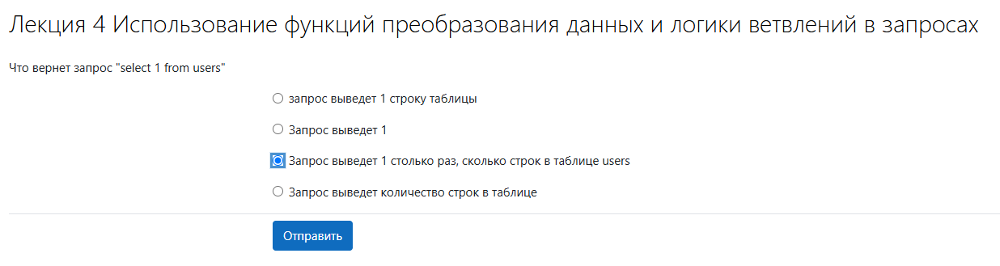 Лекция 4 Использование функций преобразования данных и логики ветвлений в запросах
Что вернет запрос "select 1 from users"
запрос выведет 1 строку таблицы
Запрос выведет 1
Запрос выведет 1 столько раз, сколько строк в таблице users
Запрос выведет количество строк в таблице
Отправить